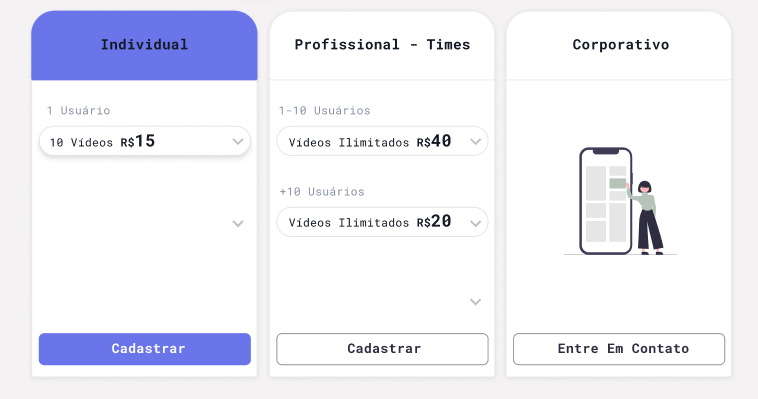 Individual
1 Usuário
10 Vídeos R$15
Cadastrar
Profissional - Times
1-10 Usuários
Vídeos Ilimitados R$40
+10 Usuários
Vídeos Ilimitados R$20
Cadastrar
Corporativo
Entre Em Contato